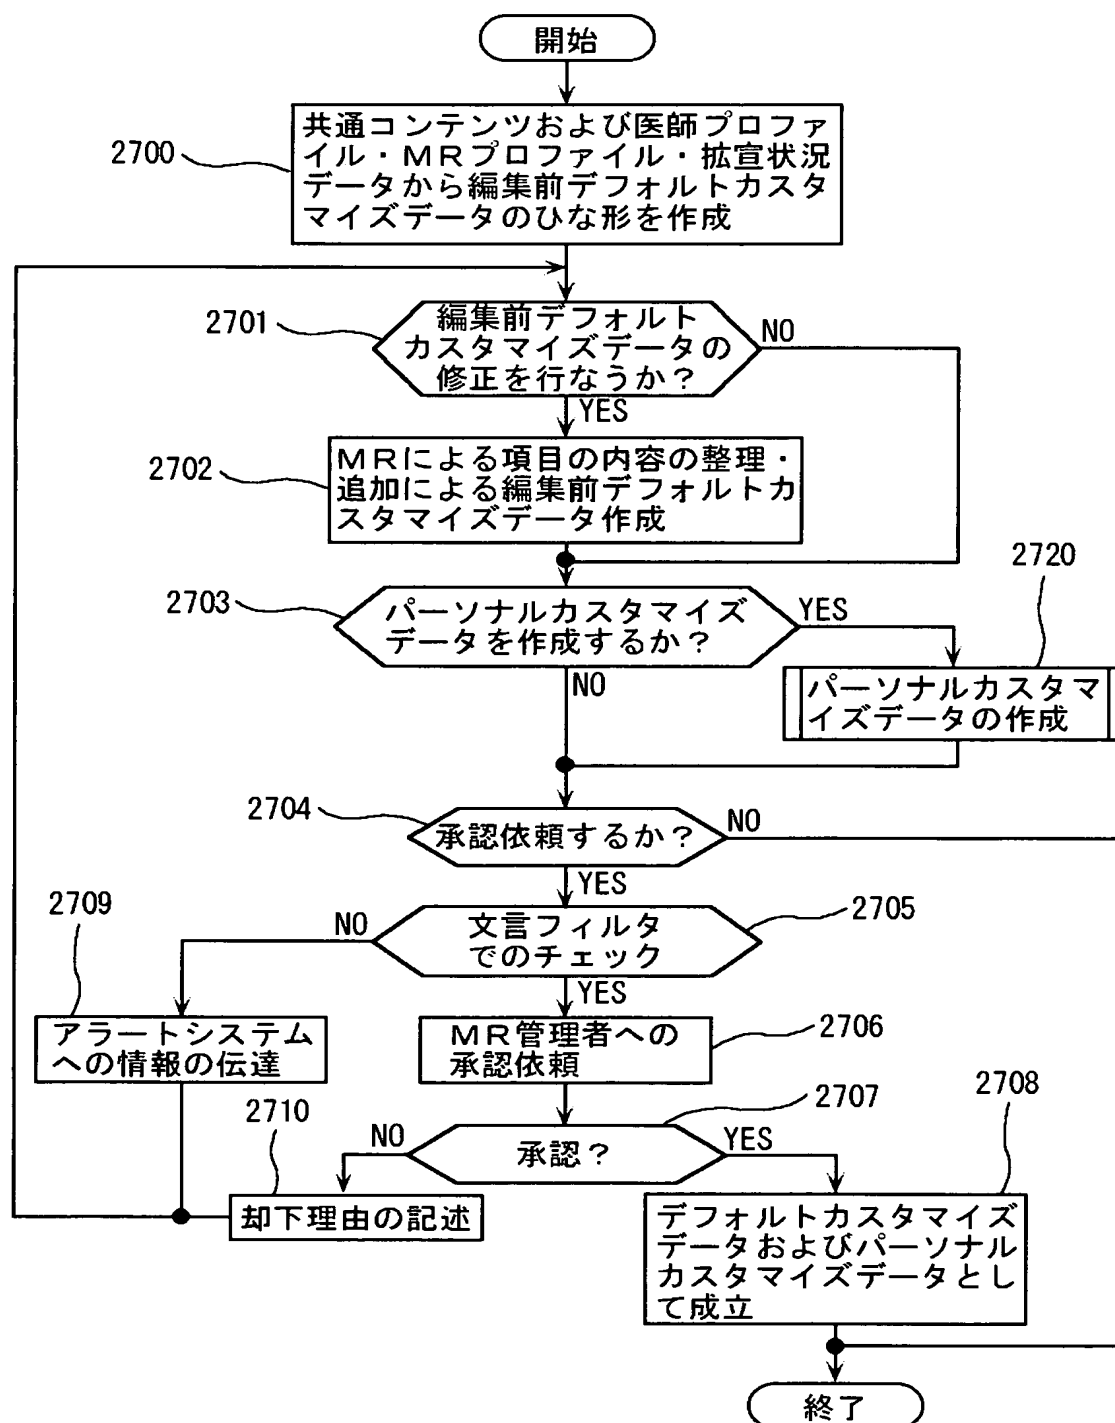 開始
2700
共通コンテンツおよび医師プロファ
イル・MRプロファイル・拡宣状況
データから編集前デフォルトカスタ
マイズデータのひな形を作成
2701
編集前デフォルト
カスタマイズデータの
修正を行なうか?
NO
YES
2702
MRによる項目の内容の整理・
追加による編集前デフォルトカ
スタマイズデータ作成
2703
パーソナルカスタマイズ
データを作成するか?
YES
2720
NO
パーソナルカスタマ
イズデータの作成
2704
承認依頼するか?
NO
YES
2709
NO
文言フィルタ
でのチェック
2705
YES
アラートシステム
への情報の伝達
MR管理者への
承認依頼
2706
2710
NO
承認?
2707
YES
2708
却下理由の記述
デフォルトカスタマイズ
データおよびパーソナル
カスタマイズデータとし
て成立
終了